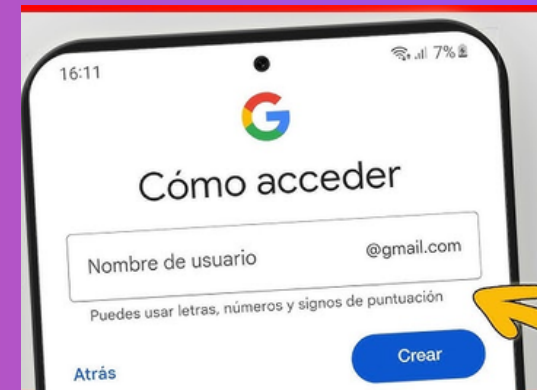 16:11
7%
Cómo acceder
Nombre de usuario @gmail.com
Puedes usar letras, números y signos de puntuación
Atrás
Crear